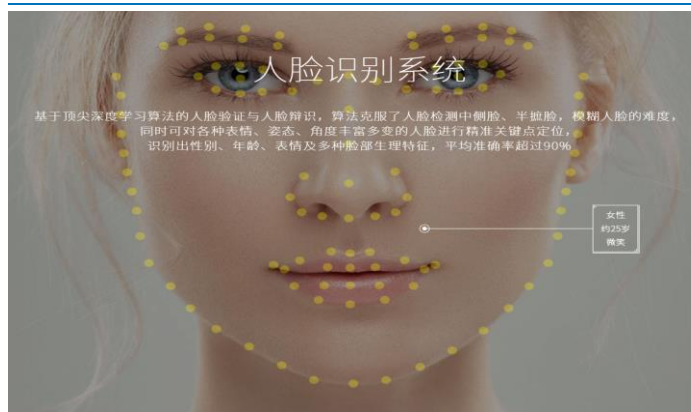 人脸识别系统
基于顶尖深度学习算法的人脸验证与人脸辩识，算法克服了人脸检测中侧脸、半遮脸，模糊人脸的难度，
同时可对各种表情、姿态、角度丰富多变的人脸进行精准关键点定位，
识别出性别、年龄、表情及多种脸部生理特征，平均准确率超过90%
女性
约25岁
微笑